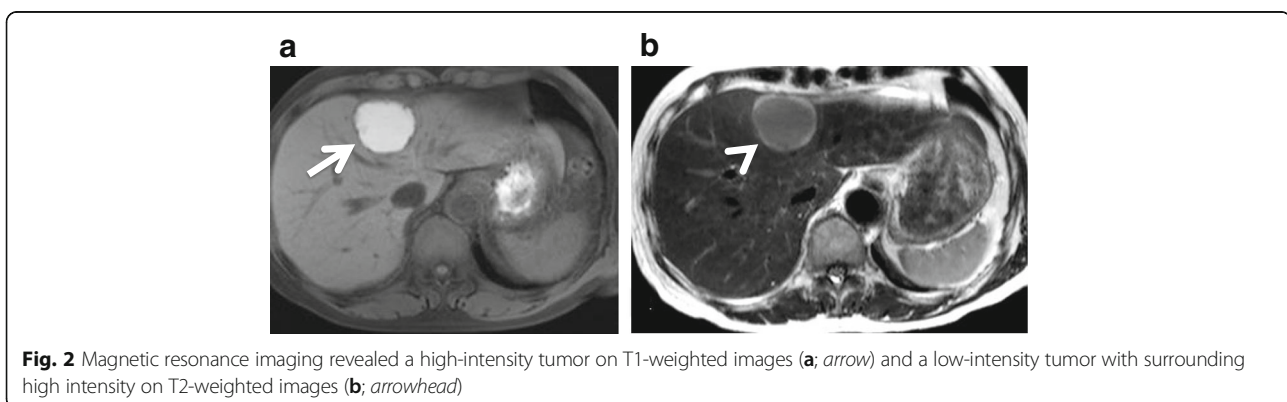 a b
Fig. 2 Magnetic resonance imaging revealed a high-intensity tumor on T1-weighted images (a; arrow) and a low-intensity tumor with surrounding
high intensity on T2-weighted images (b; arrowhead)